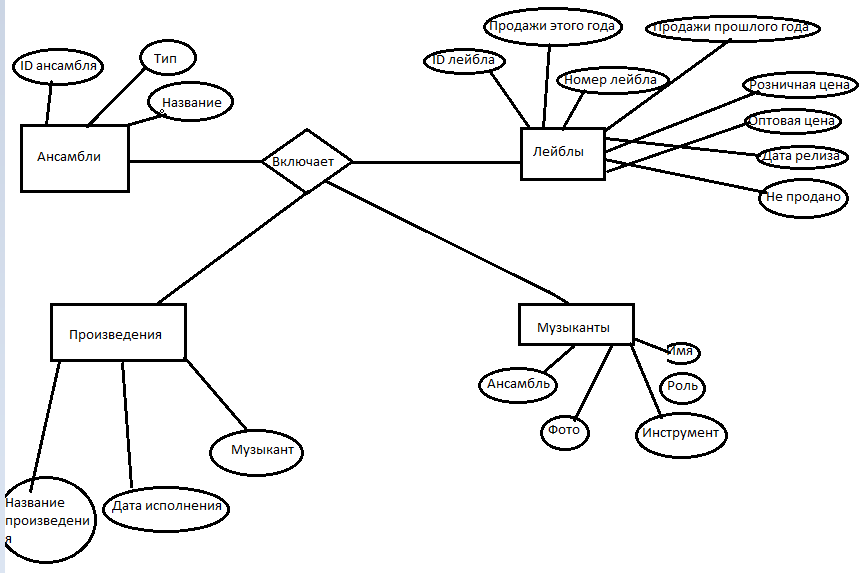 Продажи этого года
Продажи прошлого года
ID ансамбля
Тип
ID лейбла
Номер лейбла
Розничная цена
Название
Оптовая цена
Ансамбли
Включает
Лейблы
Дата релиза
Не продано
Произведения
Музыканты
Имя
Ансамбль
Роль
Фото
Инструмент
Музыкант
Название
произведени
я
Дата исполнения